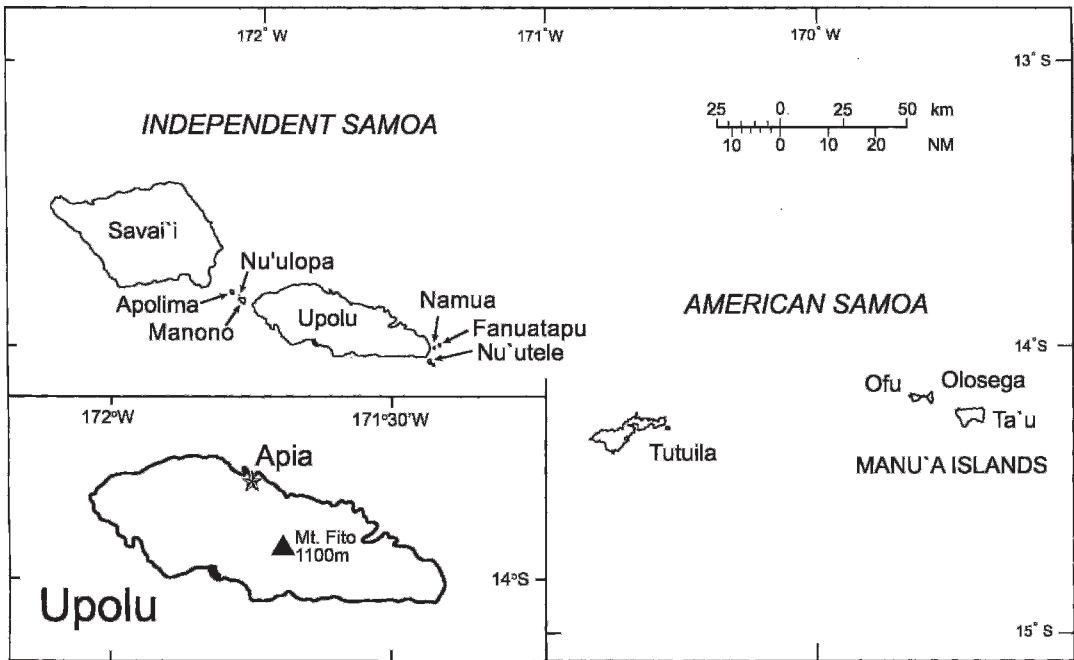 172° W
171° W
170° W
13° S
25 0. 25 50 km
10 0 10 20 NM
INDEPENDENT SAMOA
Savai`i
Nu'ulopa
Apolima
Manono
Upolu
Namua
Fanuatapu
Nu`utele
AMERICAN SAMOA
14°S
Ofu
Olosega
Ta`u
Tutuila
MANU`A ISLANDS
172°W
171°30'W
Apia
Mt. Fito
1100m
14°S
Upolu
15° S